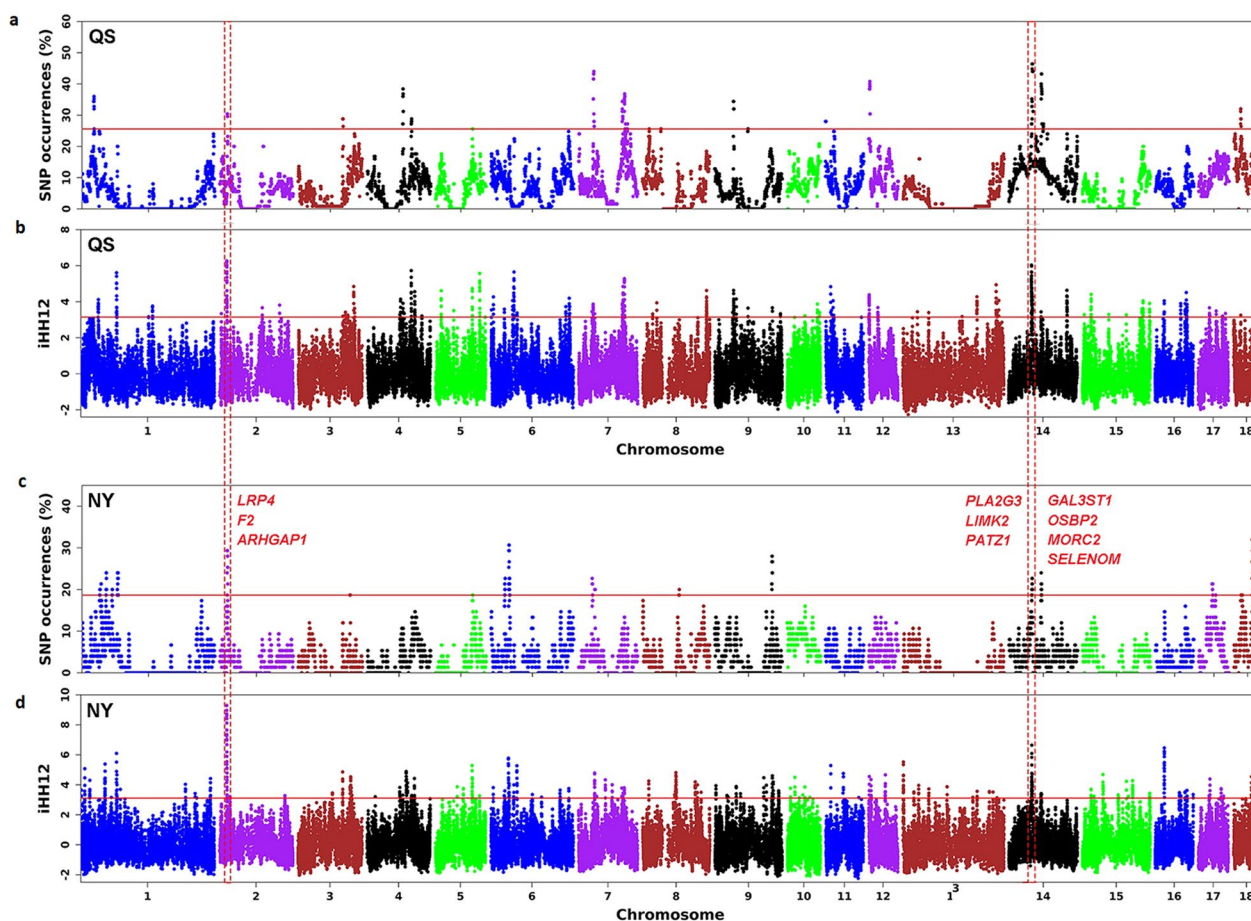 a
QS
SNP occurrences (%)
60
50
40
30
20
10
0
b
QS
iHH12
8
6
4
2
0
-2
1 2 3 4 5 6 7 8 9 10 11 12 13 14 15 16 17 18
Chromosome
c
NY
SNP occurrences (%)
40
30
20
10
0
LRP4
F2
ARHGAP1
PLA2G3
LIMK2
PATZ1
GAL3ST1
OSBP2
MORC2
SELENOM
d
NY
iHH12
10
8
6
4
2
0
-2
1 2 3 4 5 6 7 8 9 10 11 12 1 3 14 15 16 17 18
Chromosome